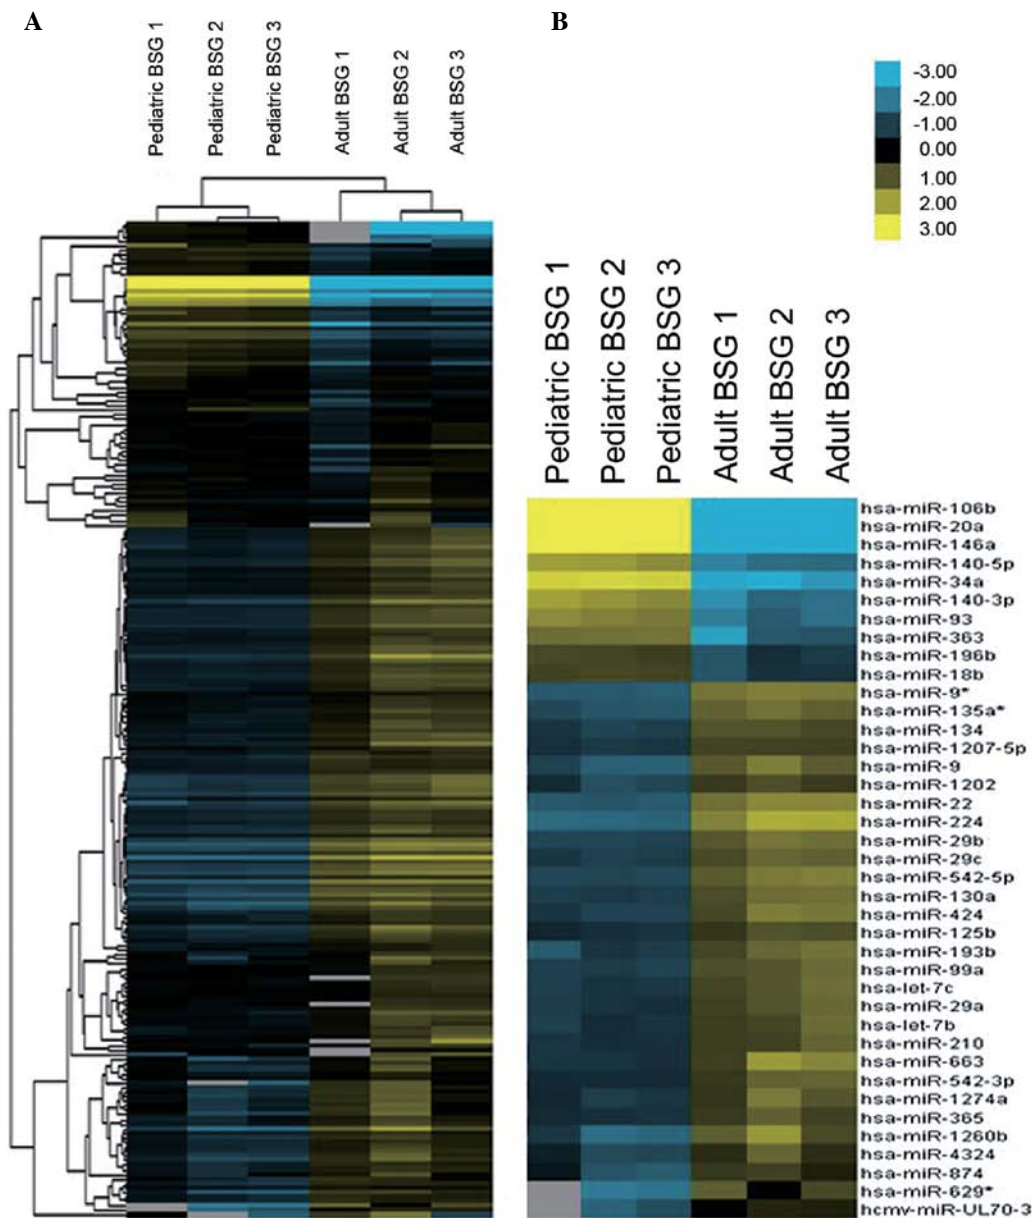 A
Pediatric BSG 1
Pediatric BSG 2
Pediatric BSG 3
Adult BSG 1
Adult BSG 2
Adult BSG 3
B
-3.00
-2.00
-1.00
0.00
1.00
2.00
3.00
Pediatric BSG 1
Pediatric BSG 2
Pediatric BSG 3
Adult BSG 1
Adult BSG 2
Adult BSG 3
hsa-miR-106b
hsa-miR-20a
hsa-miR-146a
hsa-miR-140-5p
hsa-miR-34a
hsa-miR-140-3p
hsa-miR-93
hsa-miR-363
hsa-miR-196b
hsa-miR-18b
hsa-miR-9*
hsa-miR-135a*
hsa-miR-134
hsa-miR-1207-5p
hsa-miR-9
hsa-miR-1202
hsa-miR-22
hsa-miR-224
hsa-miR-29b
hsa-miR-29c
hsa-miR-542-5p
hsa-miR-130a
hsa-miR-424
hsa-miR-125b
hsa-miR-193b
hsa-miR-99a
hsa-let-7c
hsa-miR-29a
hsa-let-7b
hsa-miR-210
hsa-miR-663
hsa-miR-542-3p
hsa-miR-1274a
hsa-miR-365
hsa-miR-1260b
hsa-miR-4324
hsa-miR-874
hsa-miR-629*
hcmv-miR-UL70-3